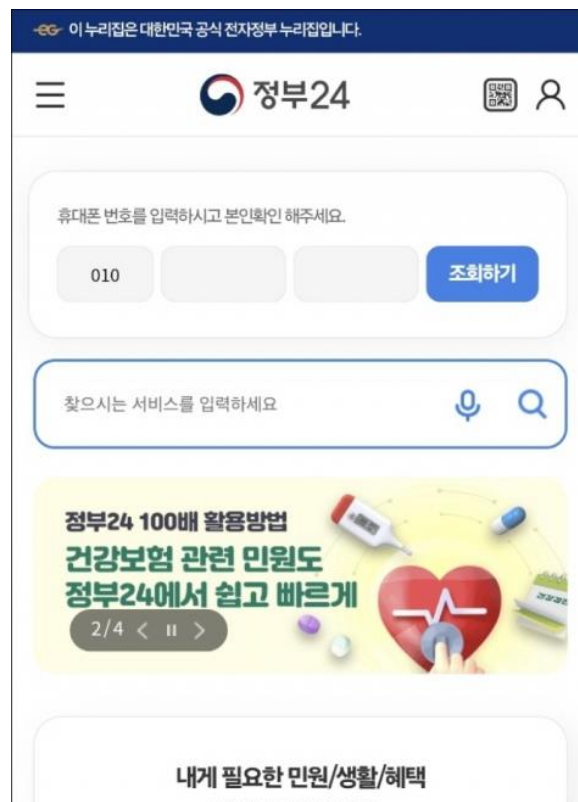 이 누리집은 대한민국 공식 전자정부 누리집입니다.
정부24
휴대폰 번호를 입력하시고 본인확인 해주세요.
010
조회하기
찾으시는 서비스를 입력하세요
정부24 100배 활용방법
건강보험 관련 민원도
정부24에서 쉽고 빠르게
2/4
내게 필요한 민원/생활/혜택